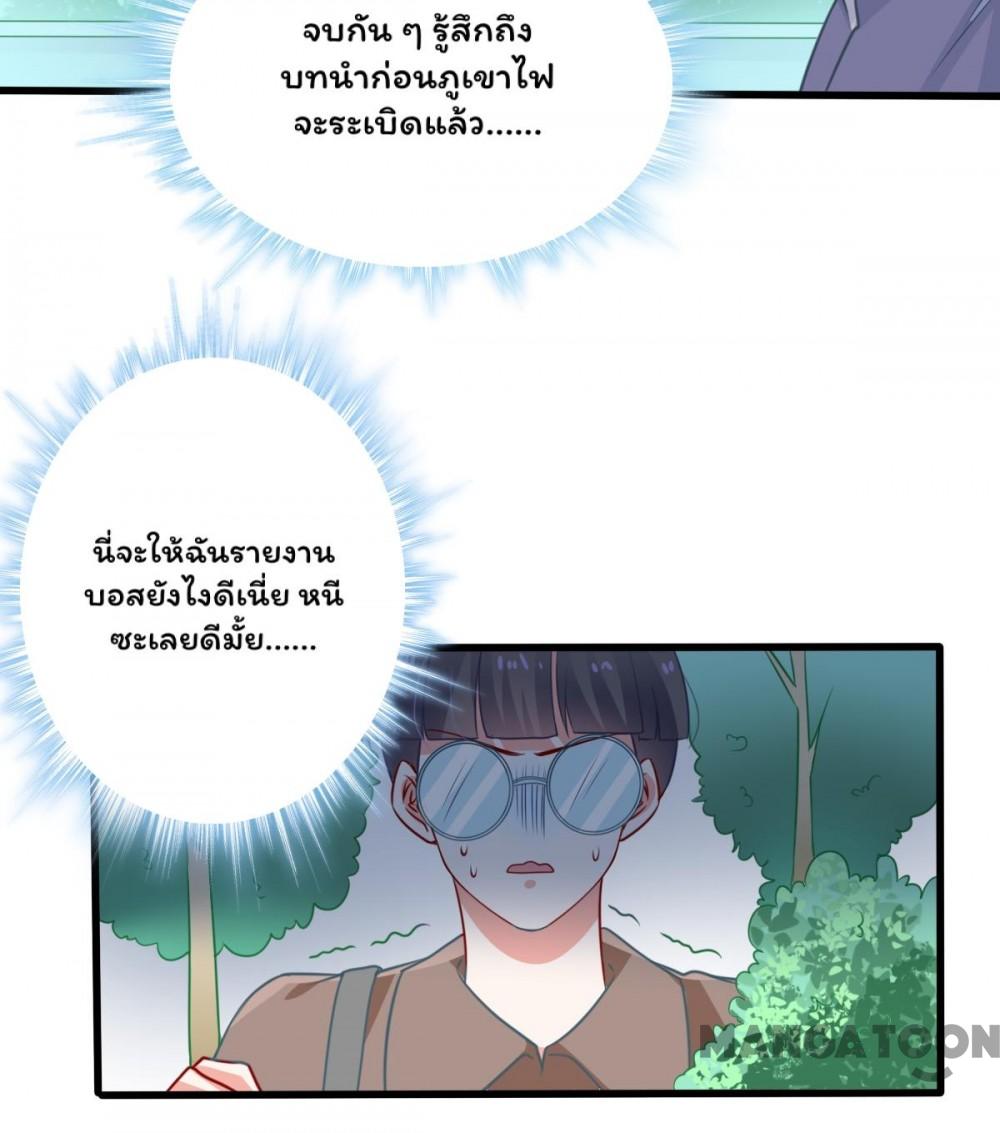 จบกัน ๆ รู้สึกถึง
บทนำก่อนภูเขาไฟ
จะระเบิดแล้ว......
นี่จะให้ฉันรายงาน
บอสยังไงดีเนี่ย หนี
ซะเลยดีมั้ย......
MANGATOON